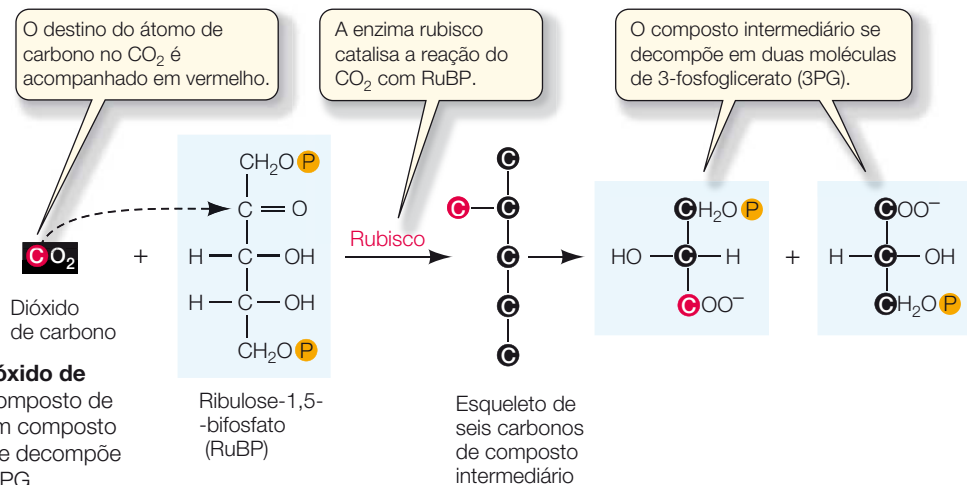 O destino do átomo de
carbono no CO₂ é
acompanhado em vermelho.
A enzima rubisco
catalisa a reação do
CO₂ com RuBP.
O composto intermediário se
decompõe em duas moléculas
de 3-fosfoglicerato (3PG).
CO₂
Dióxido
de carbono
+
CH₂O P
C = O
H — C — OH
H — C — OH
CH₂O P
Ribulose-1,5-
-bifosfato
(RuBP)
Rubisco
C
C — C
C
C
C
Esqueleto de
seis carbonos
de composto
intermediário
CH₂O P
HO — C — H
COO⁻
+
COO⁻
H — C — OH
CH₂O P
óxido de
omposto de
m composto
e decompõe
PG